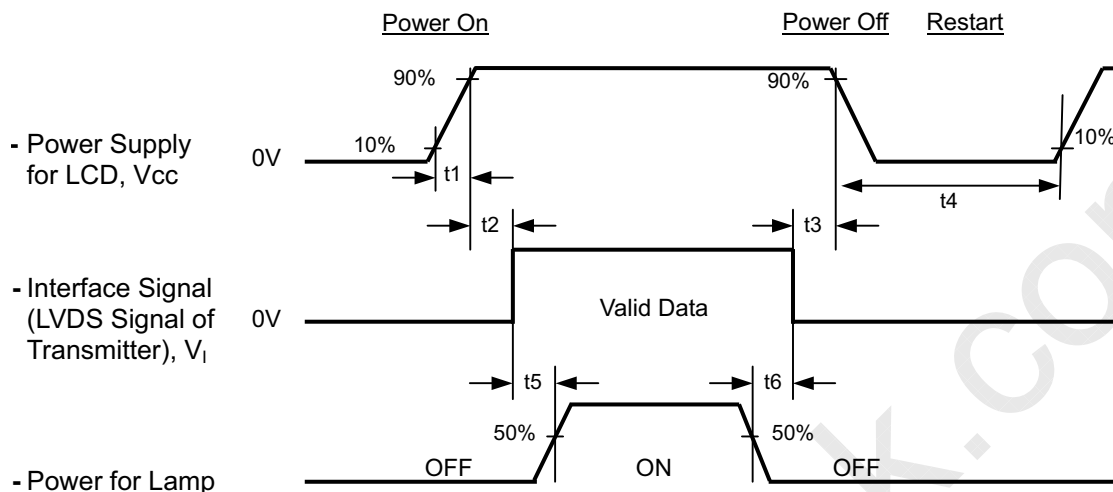 Power On
Power Off
Restart
90%
90%
- Power Supply
for LCD, Vcc
0V
10%
10%
t1
t4
t2
t3
- Interface Signal
(LVDS Signal of
Transmitter), VI
0V
Valid Data
t5
t6
50%
50%
- Power for Lamp
OFF
ON
OFF
k.com